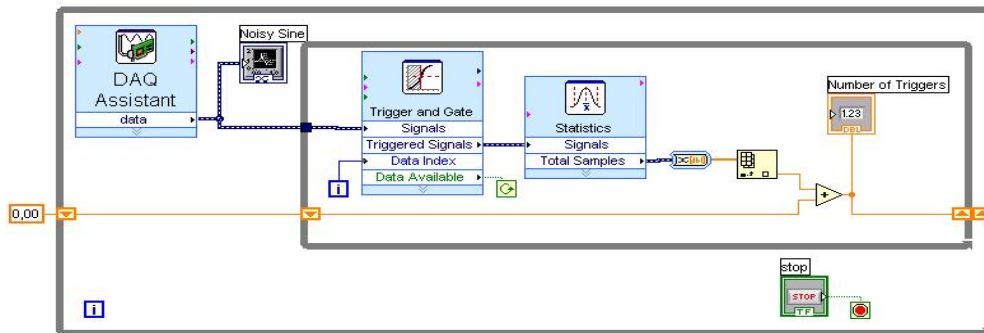 Noisy Sine
DAQ
Assistant
data
Trigger and Gate
Signals
Triggered Signals
Data Index
Data Available
i
Statistics
Signals
Total Samples
Number of Triggers
1.23
DBL
0,00
stop
STOP
TF
i